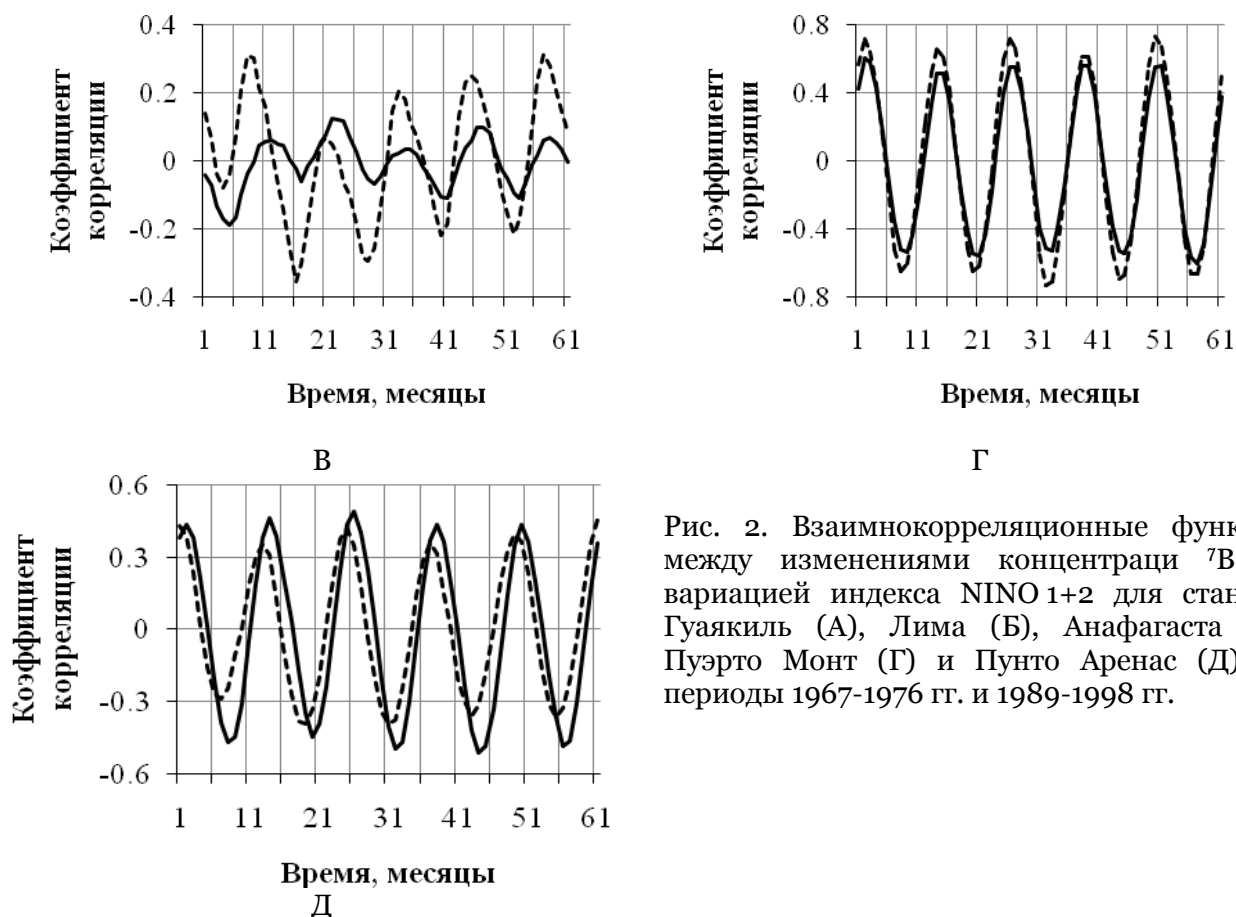 0.4
0.2
0
-0.2
-0.4
Коэффициент
корреляции
1 11 21 31 41 51 61
Время, месяцы
В
0.8
0.4
0
-0.4
-0.8
Коэффициент
корреляции
1 11 21 31 41 51 61
Время, месяцы
Г
0.6
0.3
0
-0.3
-0.6
Коэффициент
корреляции
1 11 21 31 41 51 61
Время, месяцы
Д
Рис. 2. Взаимнокорреляционные функ
между изменениями концентраци ⁷В
вариацией индекса NINO 1+2 для стан
Гуаякиль (А), Лима (Б), Анафагаста
Пуэрто Монт (Г) и Пунто Аренас (Д)
периоды 1967-1976 гг. и 1989-1998 гг.